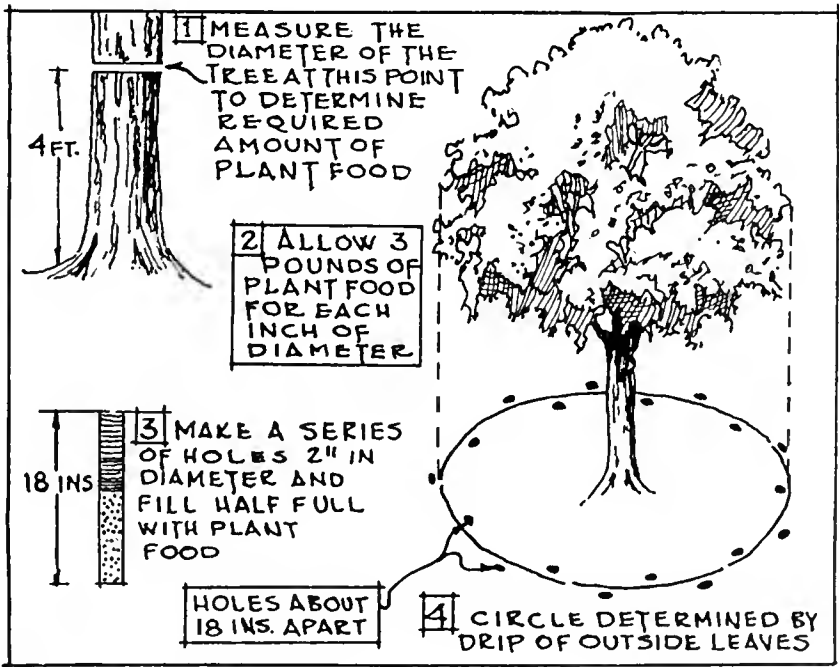 1 MEASURE THE
DIAMETER OF THE
TREE AT THIS POINT
TO DETERMINE
REQUIRED
AMOUNT OF
PLANT FOOD
4 FT.
2 ALLOW 3
POUNDS OF
PLANT FOOD
FOR EACH
INCH OF
DIAMETER
3 MAKE A SERIES
OF HOLES 2" IN
DIAMETER AND
FILL HALF FULL
WITH PLANT
FOOD
18 INS
HOLES ABOUT
18 INS. APART
4 CIRCLE DETERMINED BY
DRIP OF OUTSIDE LEAVES